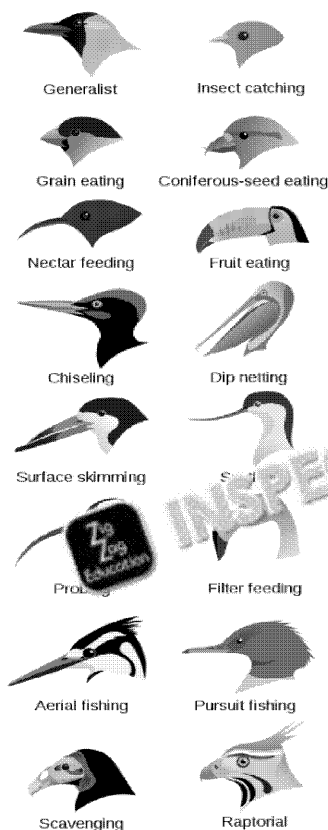 Generalist
Insect catching
Grain eating
Coniferous-seed eating
Nectar feeding
Fruit eating
Chiseling
Dip netting
Surface skimming
Zig
Zag
Education
INSPE
Filter feeding
Aerial fishing
Pursuit fishing
Scavenging
Raptorial